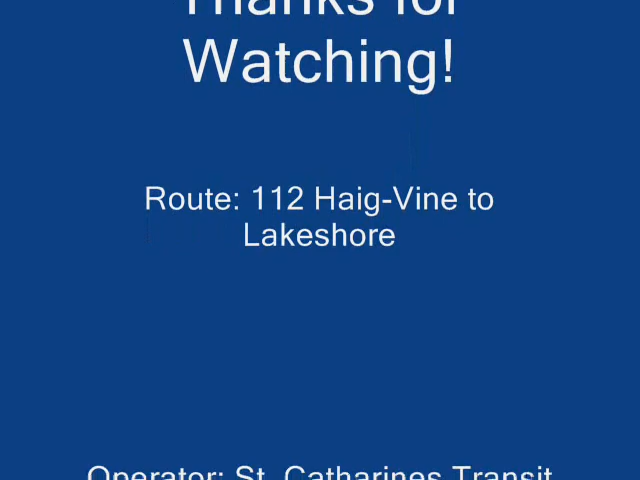 Thanks for
Watching!
Route: 112 Haig-Vine to
Lakeshore
Operator: St. Catharines Transit